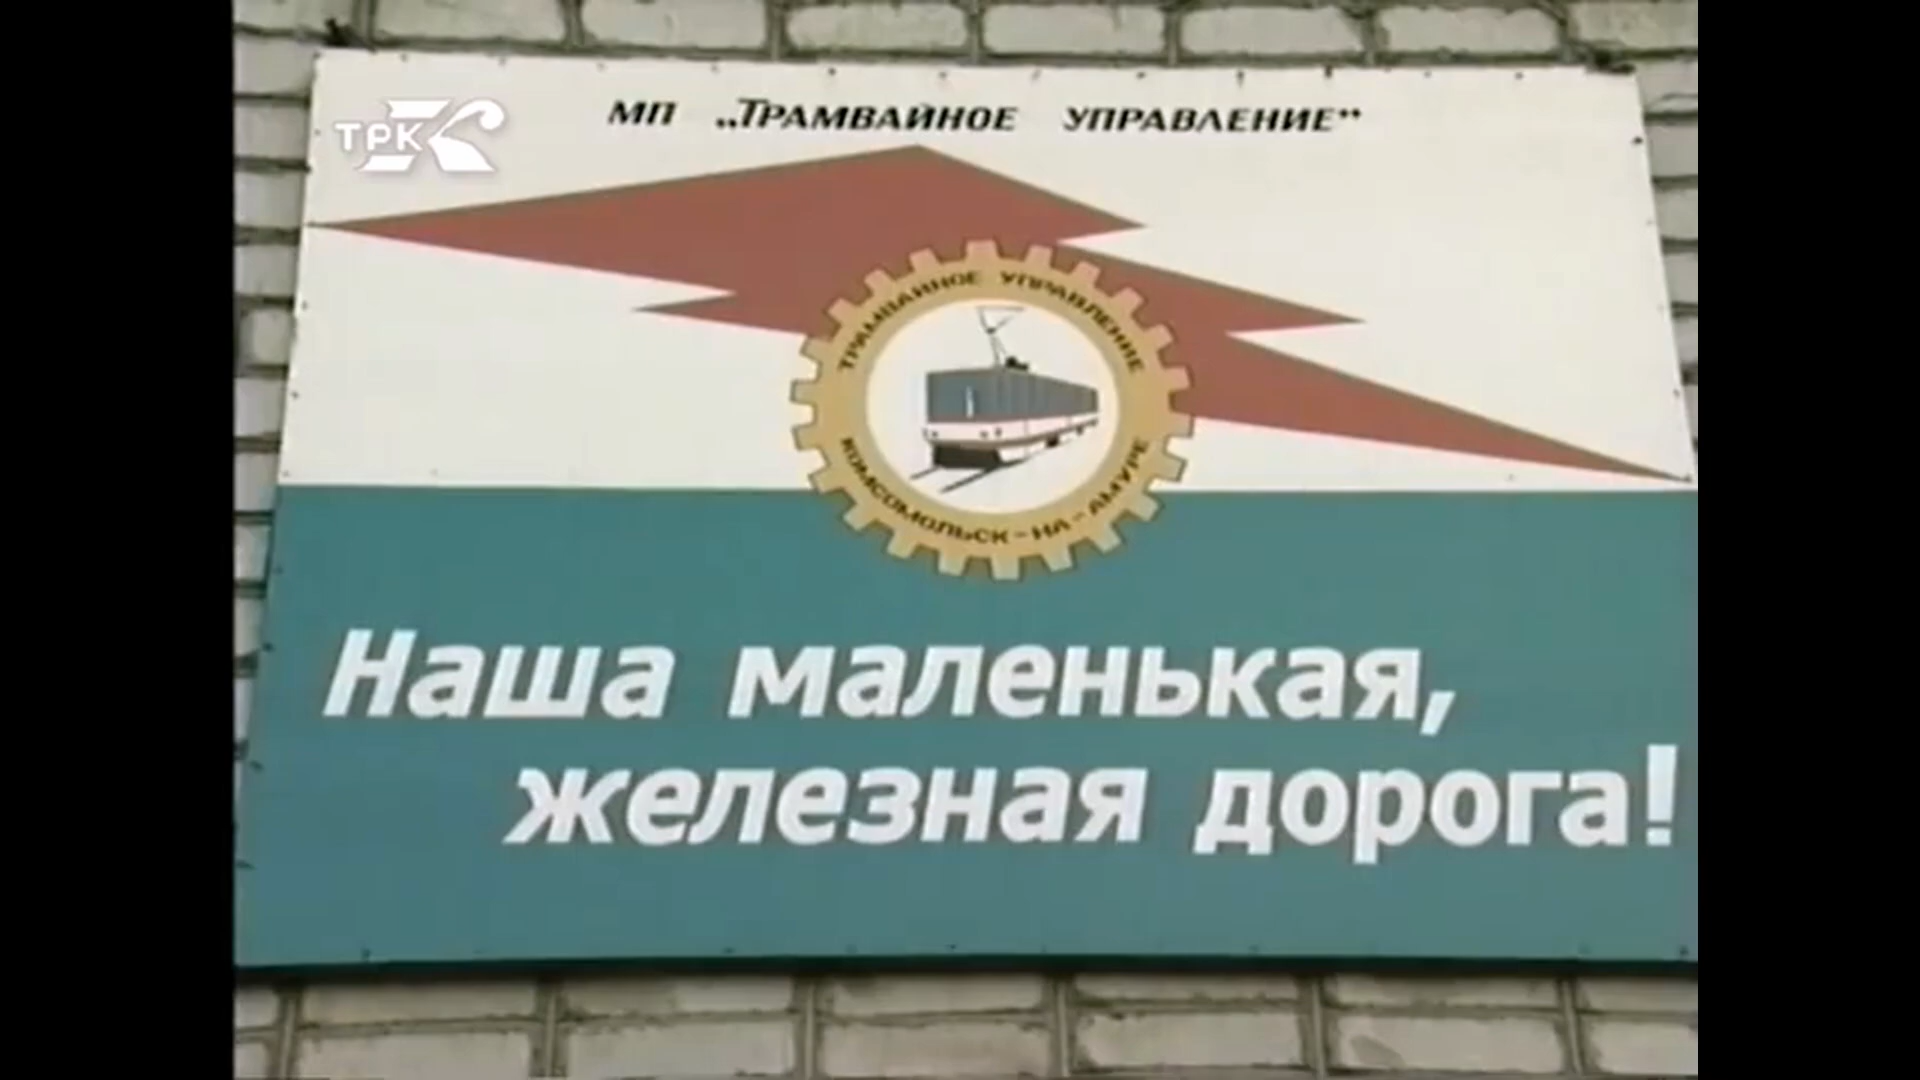 МП „Трамвайное управление”
ТРК
ТРАМВАЙНОЕ УПРАВЛЕНИЕ
КОМСОМОЛЬСК-НА-АМУРЕ
Наша маленькая,
железная дорога!